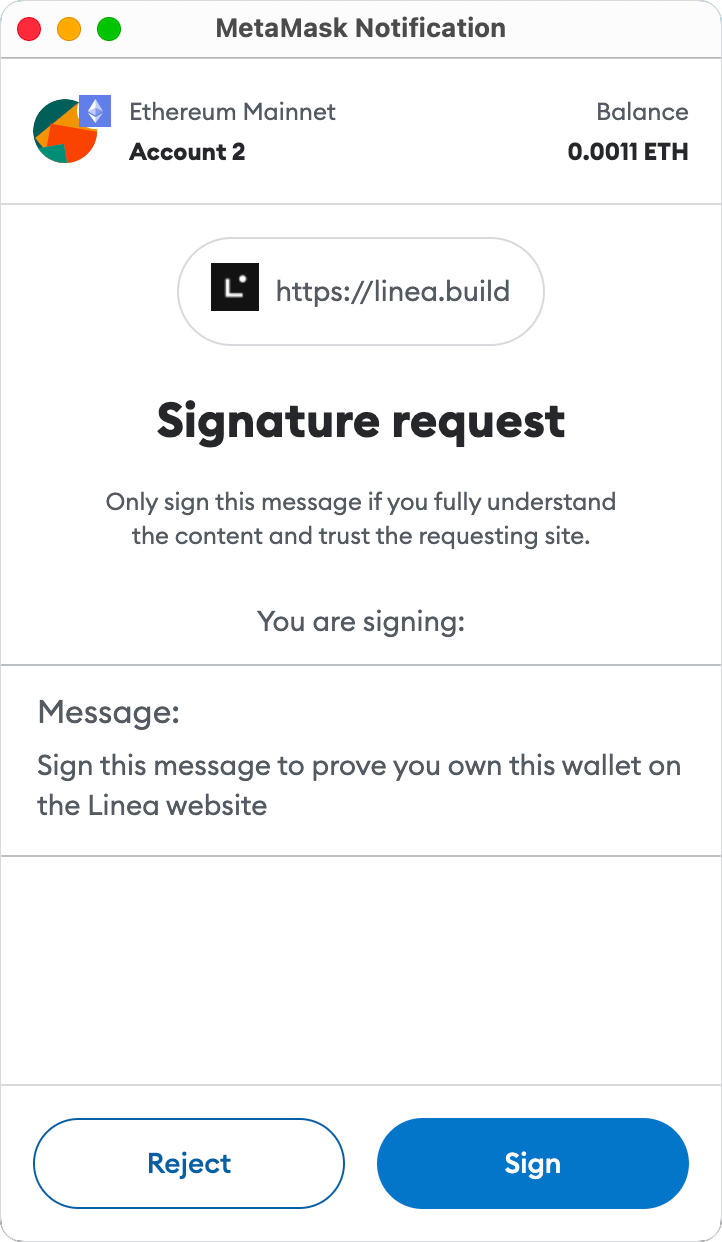 MetaMask Notification
Ethereum Mainnet
Balance
Account 2
0.0011 ETH
https://linea.build
Signature request
Only sign this message if you fully understand
the content and trust the requesting site.
You are signing:
Message:
Sign this message to prove you own this wallet on
the Linea website
Reject
Sign